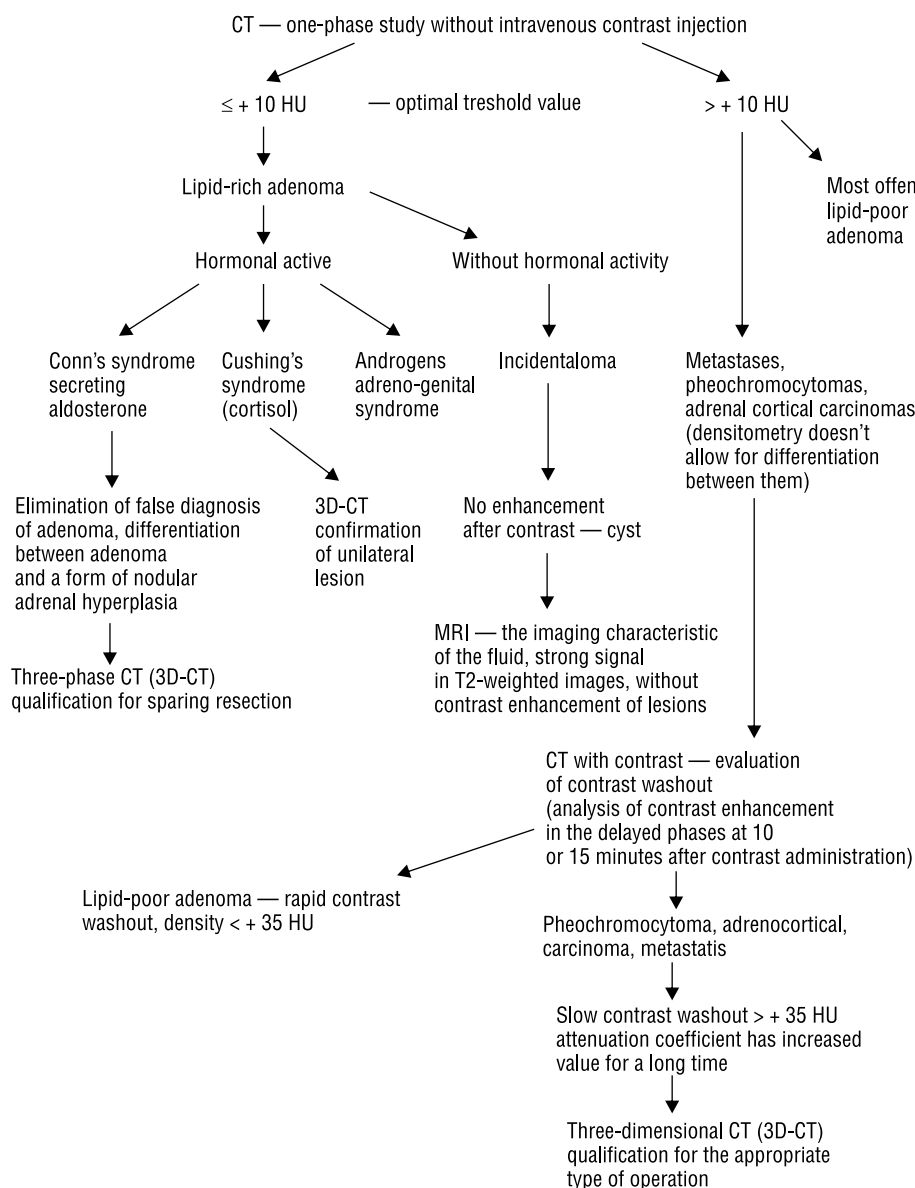 CT — one-phase study without intravenous contrast injection
≤ + 10 HU
— optimal treshold value
> + 10 HU
Lipid-rich adenoma
Most offen
lipid-poor
adenoma
Hormonal active
Without hormonal activity
Conn's syndrome
secreting
aldosterone
Cushing's
syndrome
(cortisol)
Androgens
adreno-genital
syndrome
Incidentaloma
Metastases,
pheochromocytomas,
adrenal cortical carcinomas
(densitometry doesn't
allow for differentiation
between them)
Elimination of false diagnosis
of adenoma, differentiation
between adenoma
and a form of nodular
adrenal hyperplasia
3D-CT
confirmation
of unilateral
lesion
No enhancement
after contrast — cyst
MRI — the imaging characteristic
of the fluid, strong signal
in T2-weighted images, without
contrast enhancement of lesions
Three-phase CT (3D-CT)
qualification for sparing resection
CT with contrast — evaluation
of contrast washout
(analysis of contrast enhancement
in the delayed phases at 10
or 15 minutes after contrast administration)
Lipid-poor adenoma — rapid contrast
washout, density < + 35 HU
Pheochromocytoma, adrenocortical,
carcinoma, metastatis
Slow contrast washout > + 35 HU
attenuation coefficient has increased
value for a long time
Three-dimensional CT (3D-CT)
qualification for the appropriate
type of operation